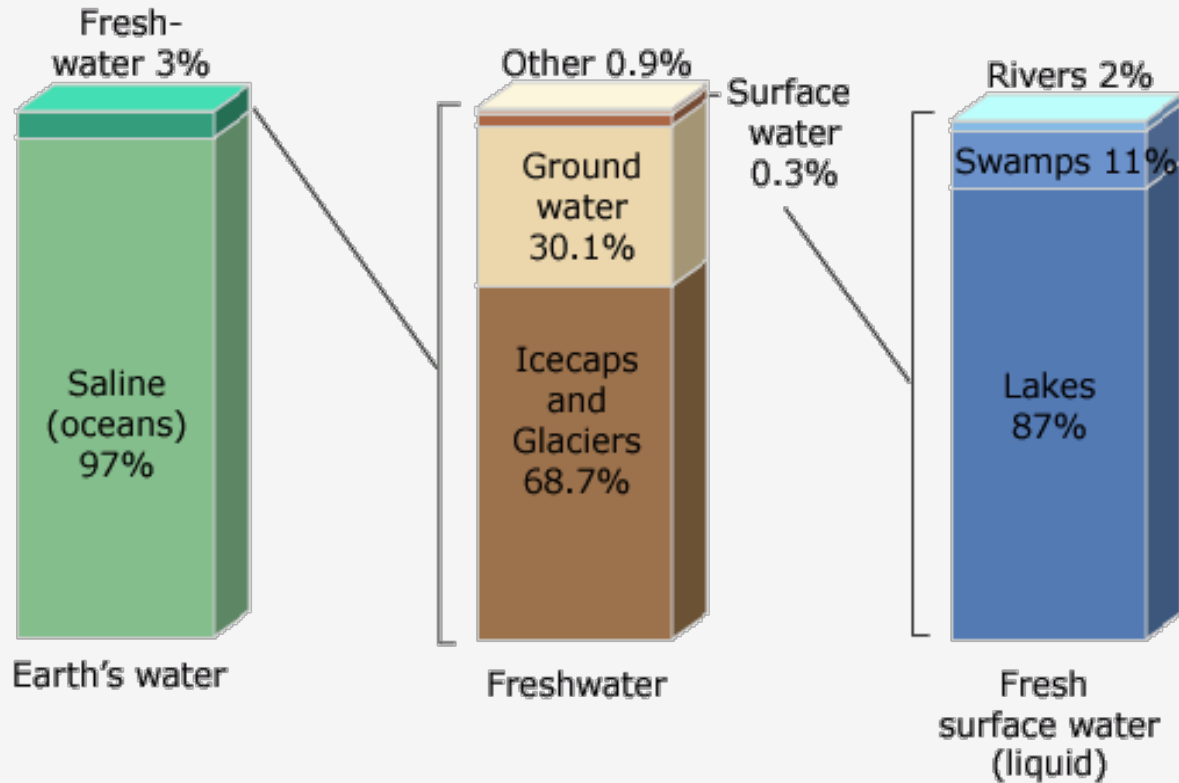 Fresh-
water 3%
Saline
(oceans)
97%
Earth's water
Other 0.9%
Surface
water
0.3%
Ground
water
30.1%
Icecaps
and
Glaciers
68.7%
Freshwater
Rivers 2%
Swamps 11%
Lakes
87%
Fresh
surface water
(liquid)